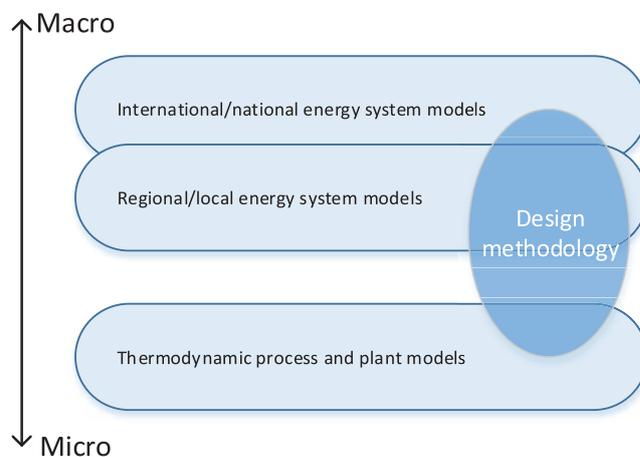 Macro
International/national energy system models
Regional/local energy system models
Design
methodology
Thermodynamic process and plant models
Micro